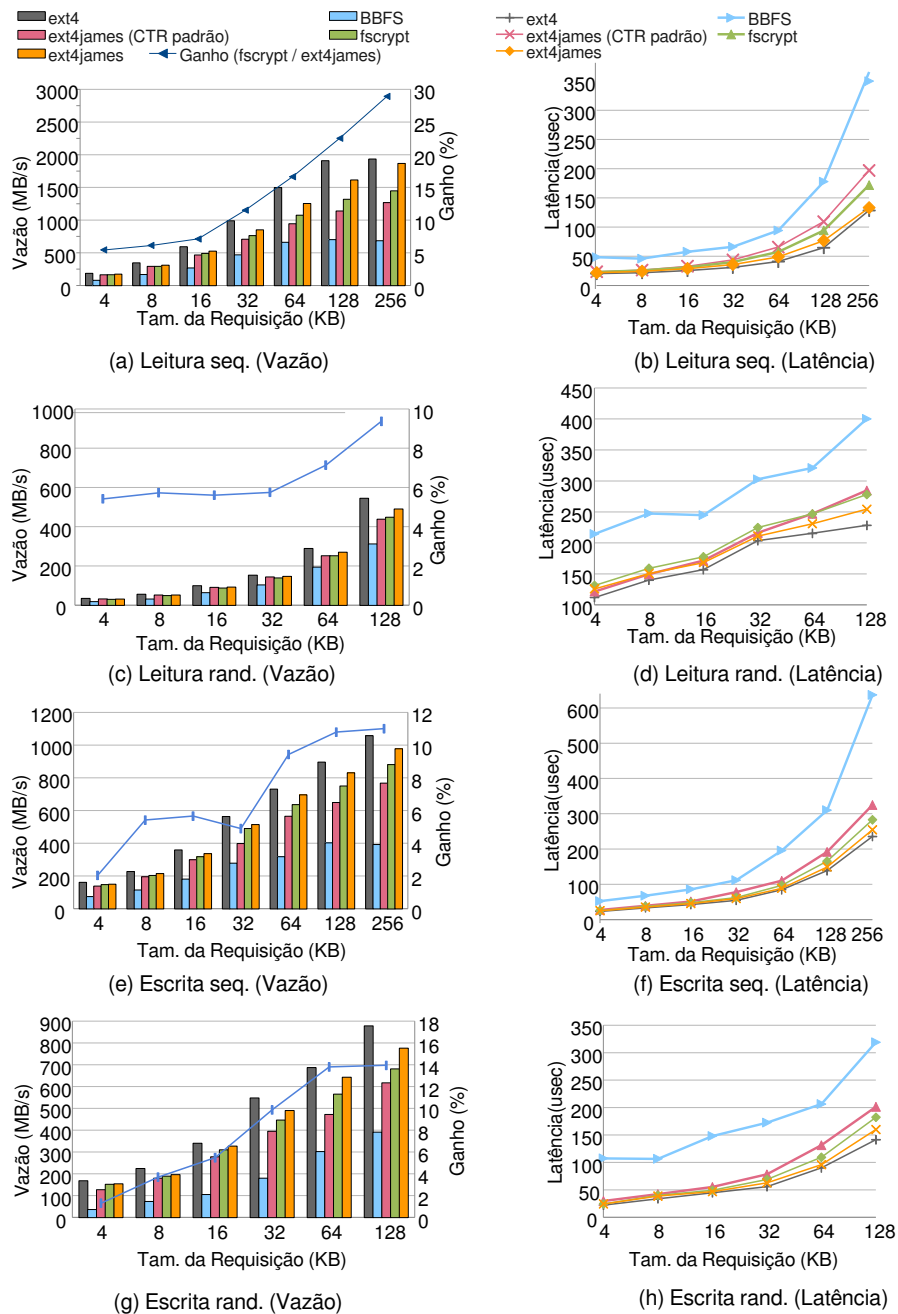 ext4
BBFS
ext4james (CTR padrão)
fscrypt
ext4james
Ganho (fscrypt / ext4james)
3000
2500
2000
1500
1000
500
0
Vazão (MB/s)
30
25
20
15
10
5
0
Ganho (%)
4 8 16 32 64 128 256
Tam. da Requisição (KB)
(a) Leitura seq. (Vazão)
ext4
BBFS
ext4james (CTR padrão)
fscrypt
ext4james
350
300
250
200
150
100
50
0
Latência(usec)
4 8 16 32 64 128 256
Tam. da Requisição (KB)
(b) Leitura seq. (Latência)
1000
800
600
400
200
0
Vazão (MB/s)
10
8
6
4
2
0
Ganho (%)
4 8 16 32 64 128
Tam. da Requisição (KB)
(c) Leitura rand. (Vazão)
450
400
350
300
250
200
150
100
Latência(usec)
4 8 16 32 64 128
Tam. da Requisição (KB)
(d) Leitura rand. (Latência)
1200
1000
800
600
400
200
0
Vazão (MB/s)
12
10
8
6
4
2
0
Ganho (%)
4 8 16 32 64 128 256
Tam. da Requisição (KB)
(e) Escrita seq. (Vazão)
600
500
400
300
200
100
0
Latência(usec)
4 8 16 32 64 128 256
Tam. da Requisição (KB)
(f) Escrita seq. (Latência)
900
800
700
600
500
400
300
200
100
0
Vazão (MB/s)
18
16
14
12
10
8
6
4
2
0
Ganho (%)
4 8 16 32 64 128
Tam. da Requisição (KB)
(g) Escrita rand. (Vazão)
350
300
250
200
150
100
50
0
Latência(usec)
4 8 16 32 64 128
Tam. da Requisição (KB)
(h) Escrita rand. (Latência)